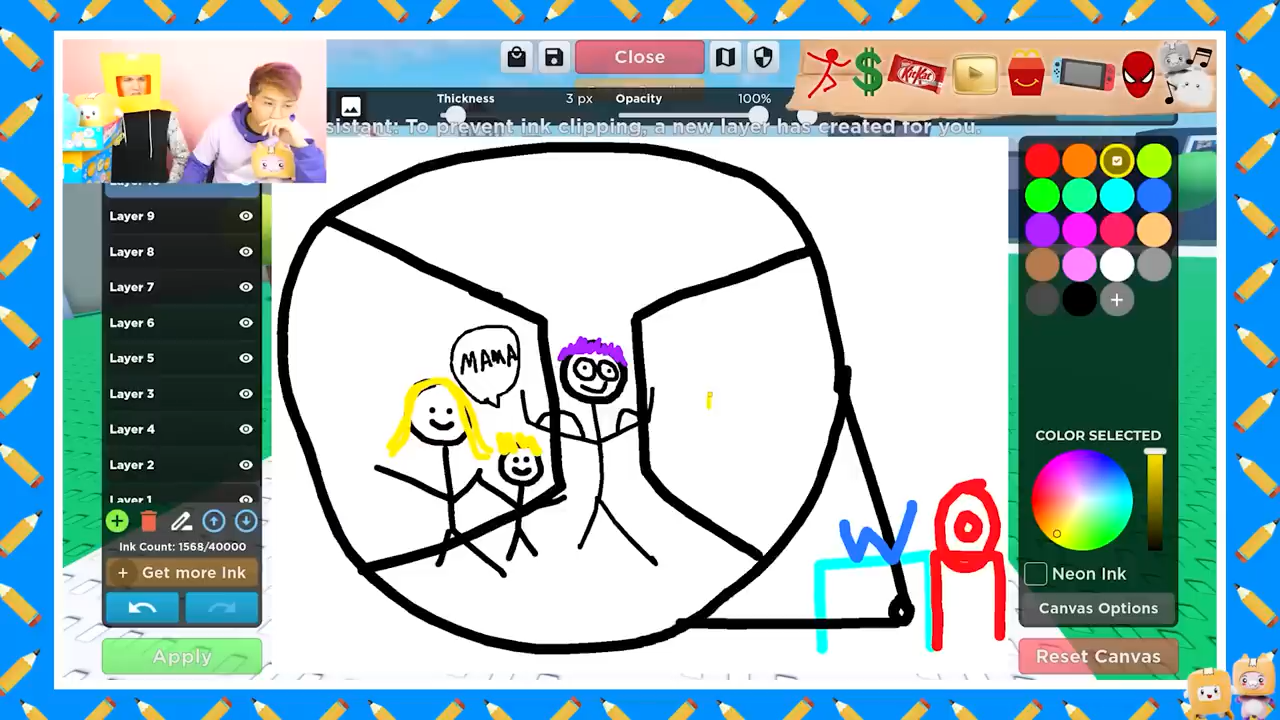 Close
KitKat
Thickness 3 px Opacity 100%
sistant: To prevent ink clipping, a new layer has created for you.
Layer 9
Layer 8
Layer 7
Layer 6
Layer 5
Layer 3
Layer 4
Layer 2
Layer 1
Ink Count: 1568/40000
+ Get more Ink
Apply
MAMA
W
COLOR SELECTED
Neon Ink
Canvas Options
Reset Canvas